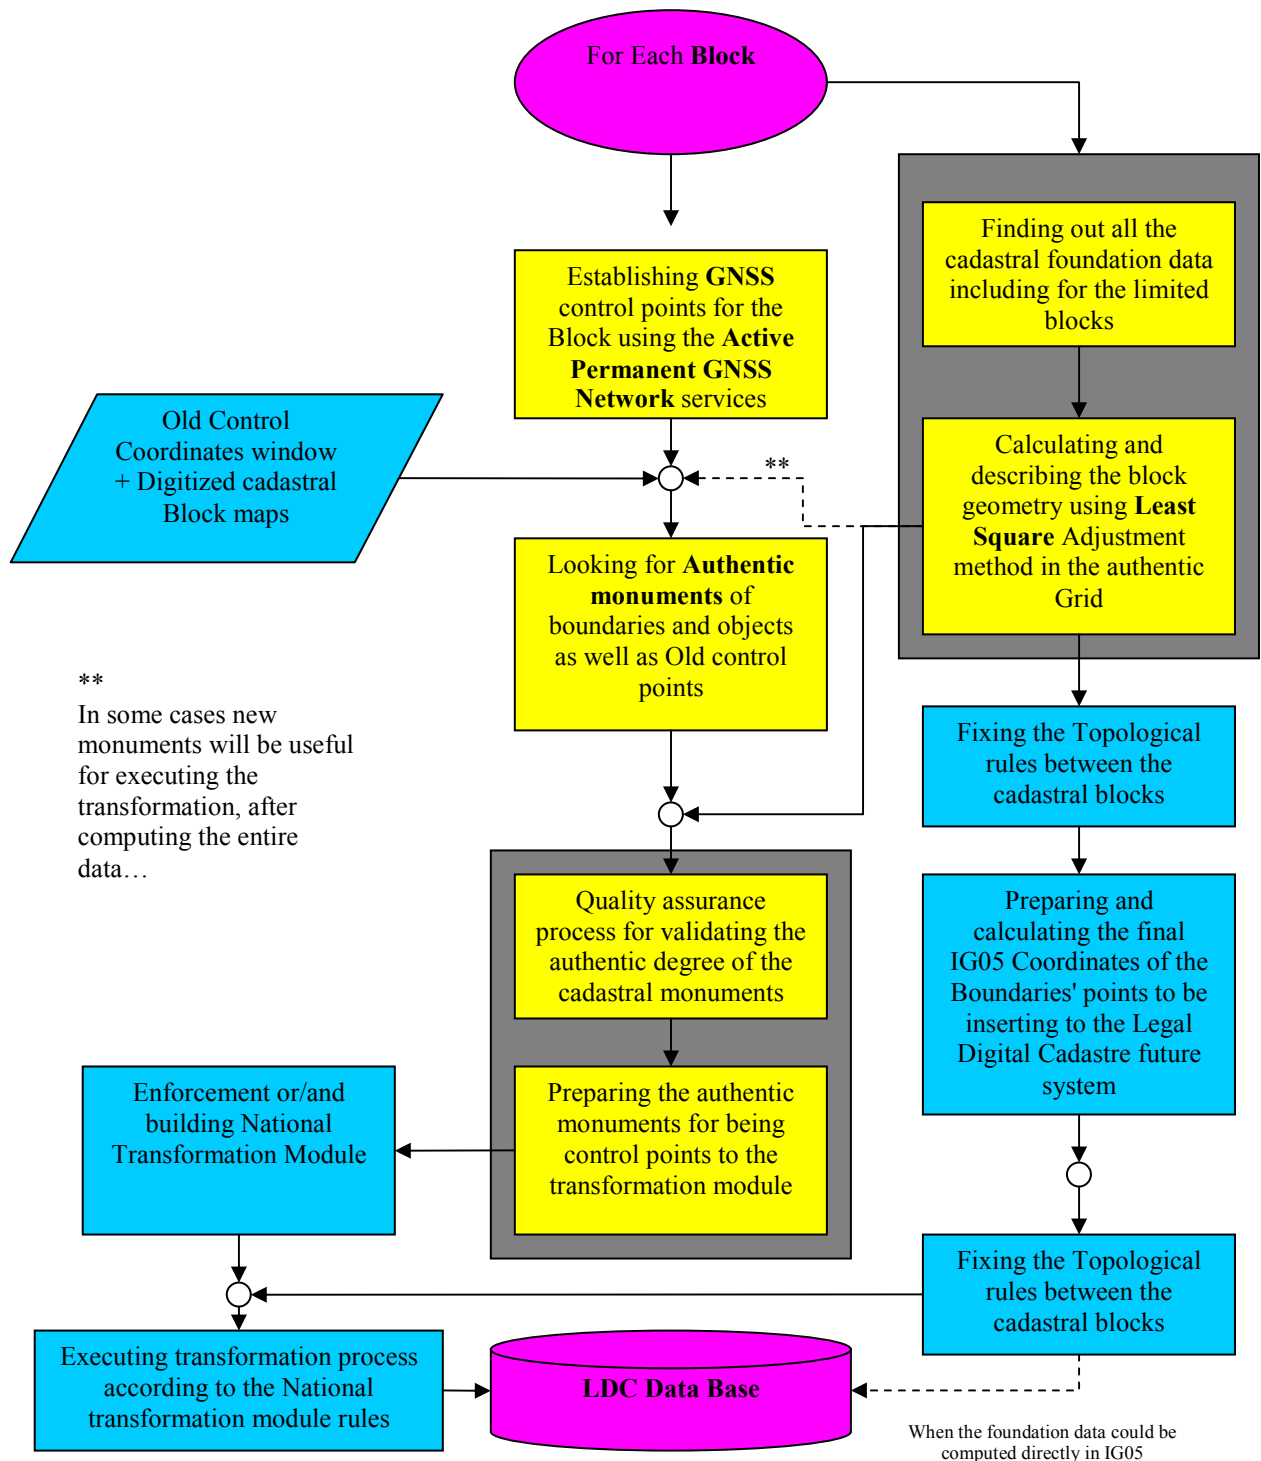 For Each Block
Establishing GNSS
control points for the
Block using the Active
Permanent GNSS
Network services
Finding out all the
cadastral foundation data
including for the limited
blocks
Old Control
Coordinates window
+ Digitized cadastral
Block maps
**
Calculating and
describing the block
geometry using Least
Square Adjustment
method in the authentic
Grid
Looking for Authentic
monuments of
boundaries and objects
as well as Old control
points
**
In some cases new
monuments will be useful
for executing the
transformation, after
computing the entire
data…
Fixing the Topological
rules between the
cadastral blocks
Quality assurance
process for validating the
authentic degree of the
cadastral monuments
Preparing and
calculating the final
IG05 Coordinates of the
Boundaries' points to be
inserting to the Legal
Digital Cadastre future
system
Enforcement or/and
building National
Transformation Module
Preparing the authentic
monuments for being
control points to the
transformation module
Fixing the Topological
rules between the
cadastral blocks
Executing transformation process
according to the National
transformation module rules
LDC Data Base
When the foundation data could be
computed directly in IG05